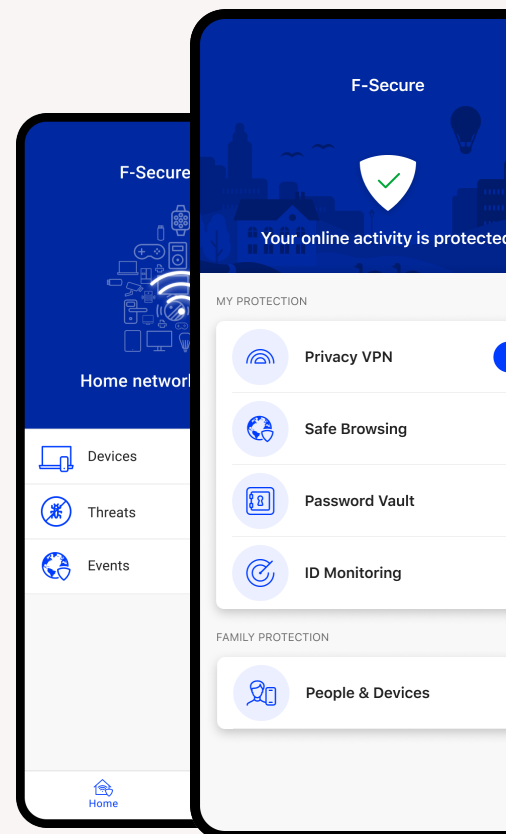 F-Secure
Home networ
Devices
Threats
Events
Home
F-Secure
Your online activity is protected
MY PROTECTION
Privacy VPN
Safe Browsing
Password Vault
ID Monitoring
FAMILY PROTECTION
People & Devices